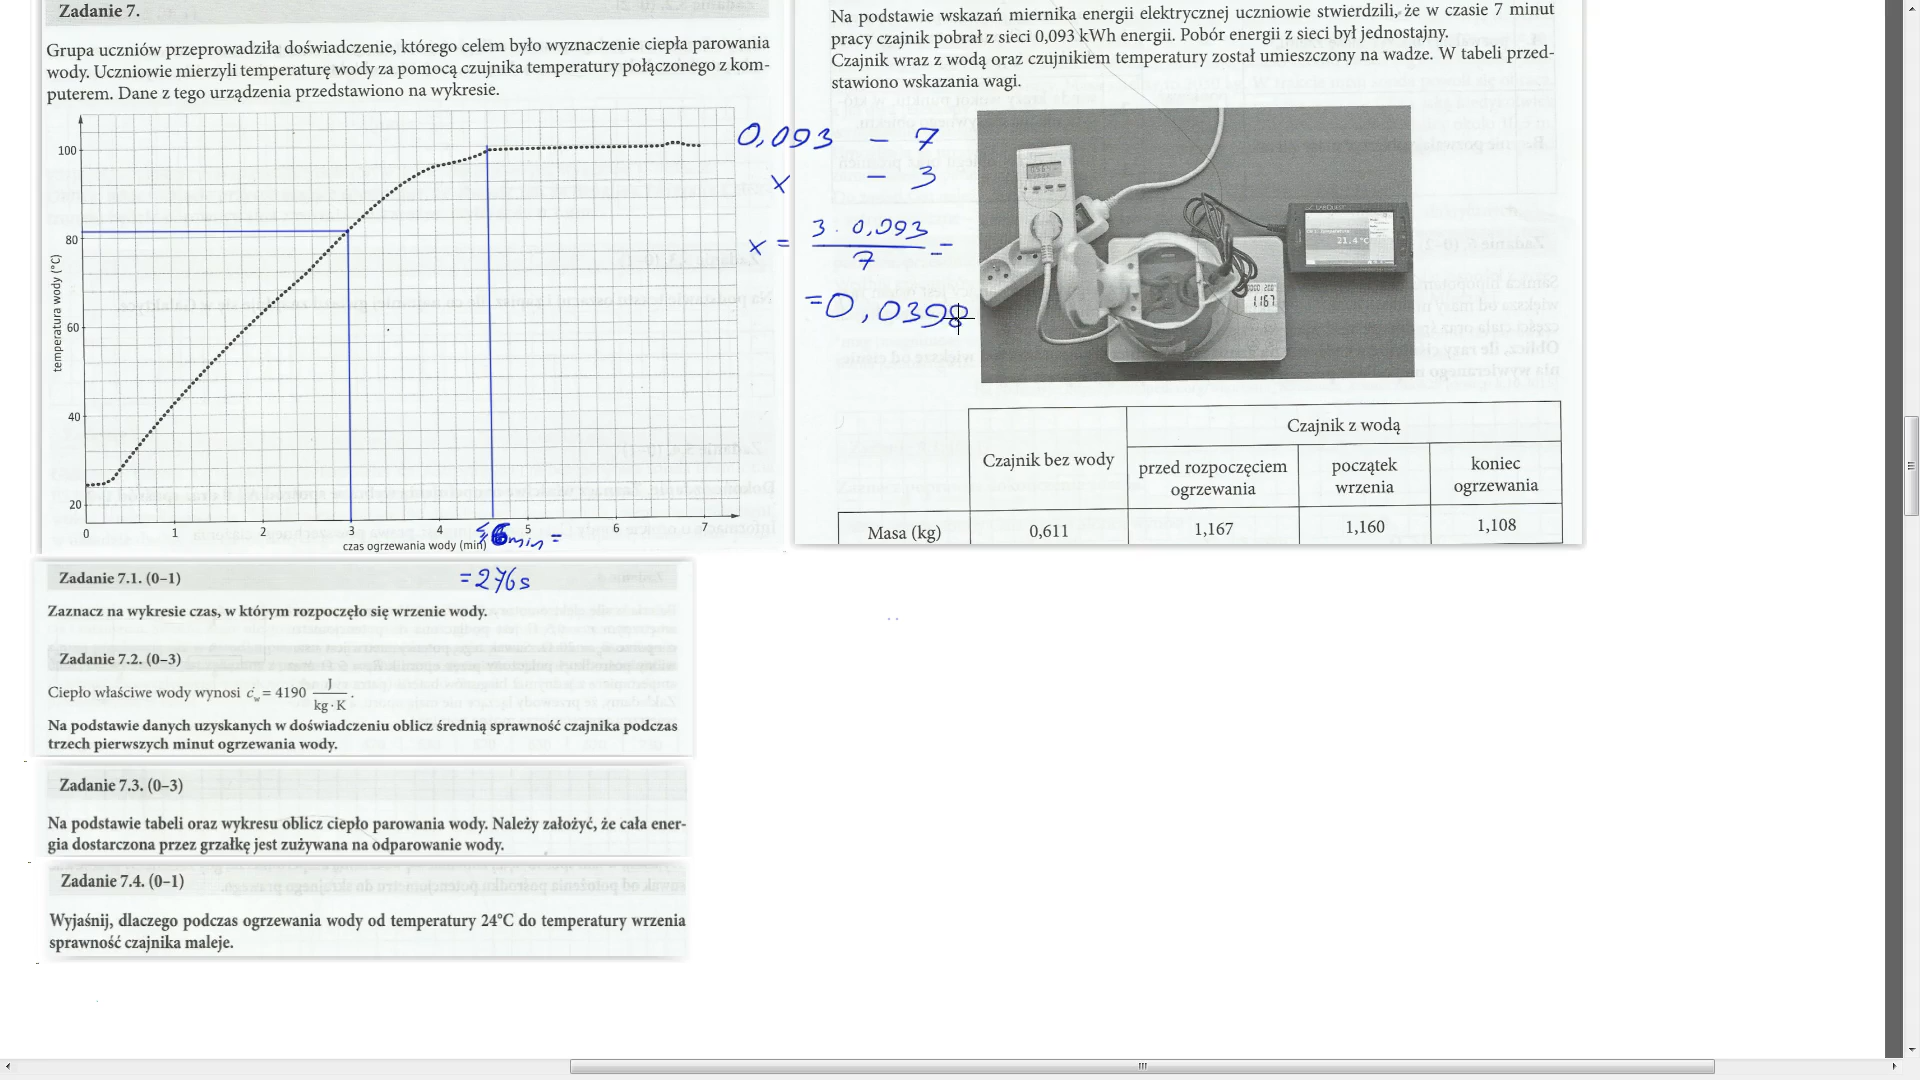 Zadanie 7.
Grupa uczniów przeprowadziła doświadczenie, którego celem było wyznaczenie ciepła parowania
wody. Uczniowie mierzyli temperaturę wody za pomocą czujnika temperatury połączonego z kom-
puterem. Dane z tego urządzenia przedstawiono na wykresie.
temperatura wody (°C)
100
80
60
40
20
0 1 2 3 4 5 6 7
czas ogrzewania wody (min)
min =
= 276 s
Zadanie 7.1. (0–1)
Zaznacz na wykresie czas, w którym rozpoczęło się wrzenie wody.
Zadanie 7.2. (0–3)
Ciepło właściwe wody wynosi c_w = 4190 J/kg·K.
Na podstawie danych uzyskanych w doświadczeniu oblicz średnią sprawność czajnika podczas
trzech pierwszych minut ogrzewania wody.
Zadanie 7.3. (0–3)
Na podstawie tabeli oraz wykresu oblicz ciepło parowania wody. Należy założyć, że cała ener-
gia dostarczona przez grzałkę jest zużywana na odparowanie wody.
Zadanie 7.4. (0–1)
Wyjaśnij, dlaczego podczas ogrzewania wody od temperatury 24°C do temperatury wrzenia
sprawność czajnika maleje.
Na podstawie wskazań miernika energii elektrycznej uczniowie stwierdzili, że w czasie 7 minut
pracy czajnik pobrał z sieci 0,093 kWh energii. Pobór energii z sieci był jednostajny.
Czajnik wraz z wodą oraz czujnikiem temperatury został umieszczony na wadze. W tabeli przed-
stawiono wskazania wagi.
0,093 – 7
x – 3
x = 3 · 0,093 / 7 =
= 0,0398
21.4°C
1.167
Czajnik bez wody
Czajnik z wodą
przed rozpoczęciem
ogrzewania
początek
wrzenia
koniec
ogrzewania
Masa (kg) 0,611 1,167 1,160 1,108